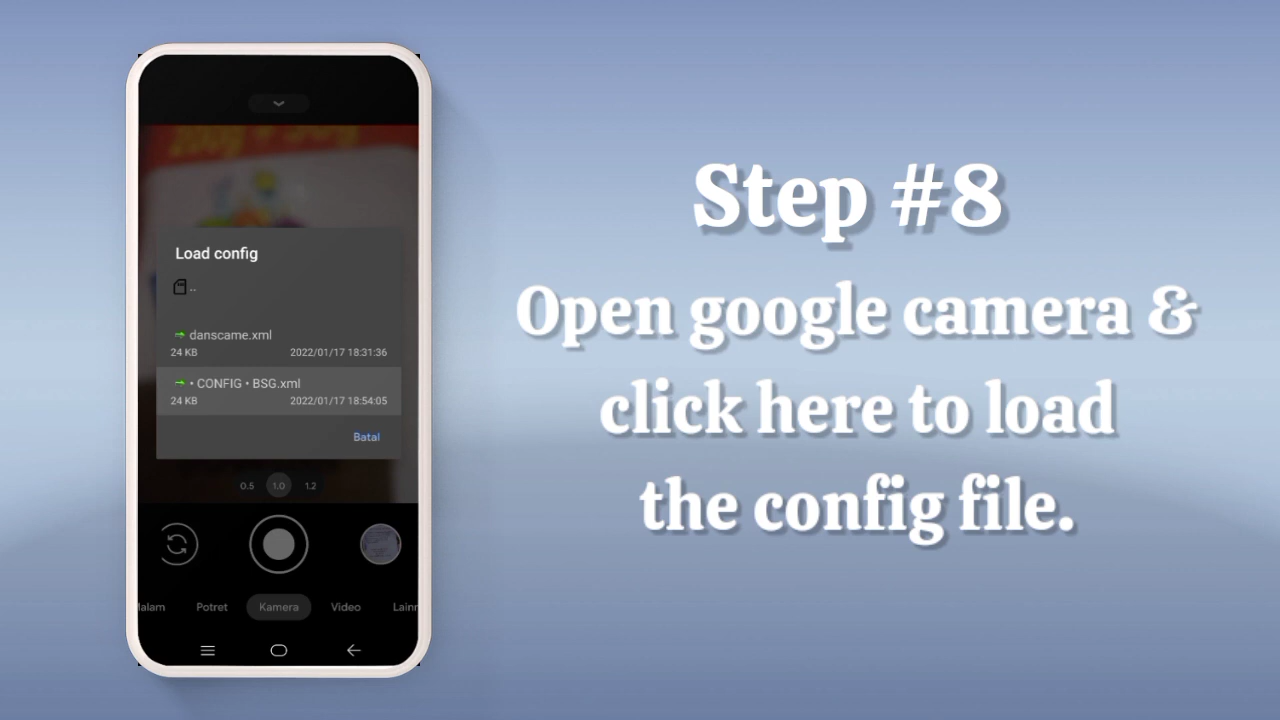 200g + 50g
Load config
..
danscame.xml
24 KB 2022/01/17 18:31:36
• CONFIG • BSG.xml
24 KB 2022/01/17 18:54:05
Batal
0.5 1.0 1.2
Malam Potret Kamera Video Lainn
Step #8
Open google camera &
click here to load
the config file.